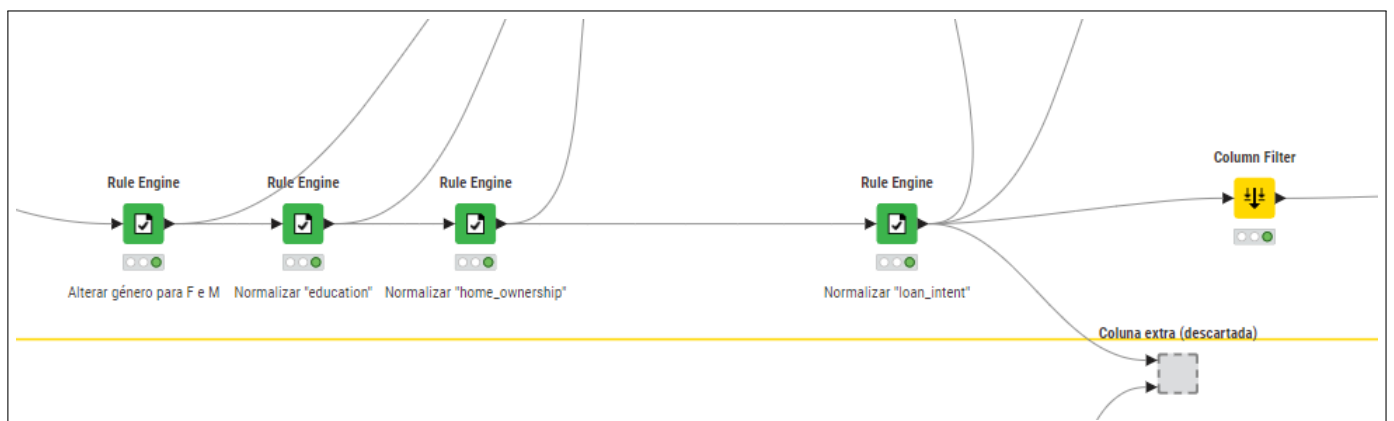 Column Filter
Rule Engine
Rule Engine
Rule Engine
Rule Engine
Alterar género para F e M
Normalizar "education"
Normalizar "home_ownership"
Normalizar "loan_intent"
Coluna extra (descartada)